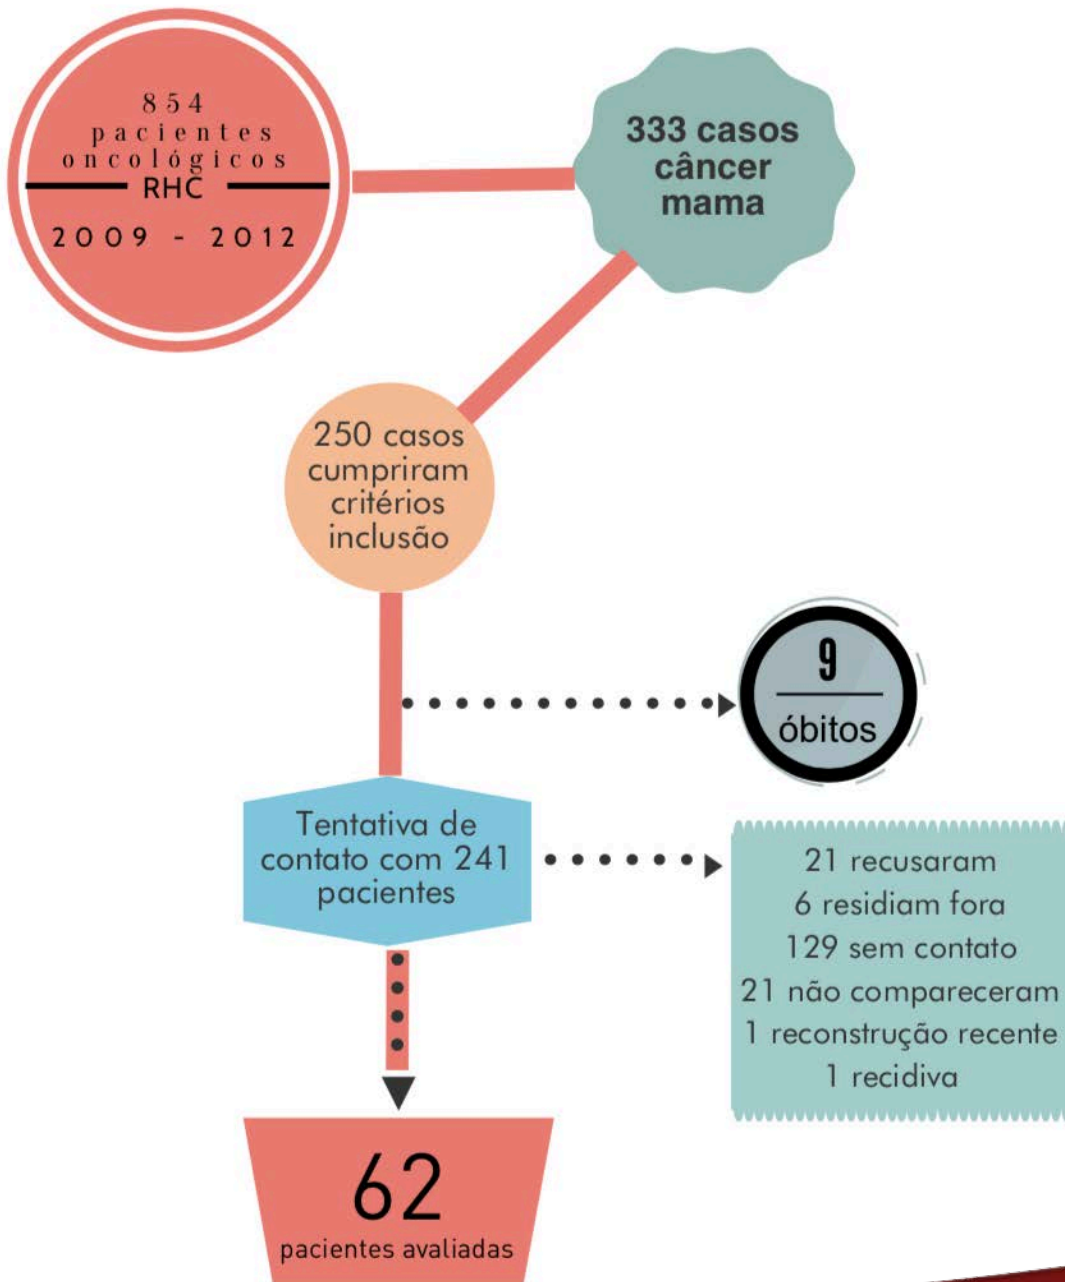 854
pacientes
oncológicos
RHC
2009 - 2012
333 casos
câncer
mama
250 casos
cumpriram
critérios
inclusão
9
óbitos
Tentativa de
contato com 241
pacientes
21 recusaram
6 residiam fora
129 sem contato
21 não compareceram
1 reconstrução recente
1 recidiva
62
pacientes avaliadas